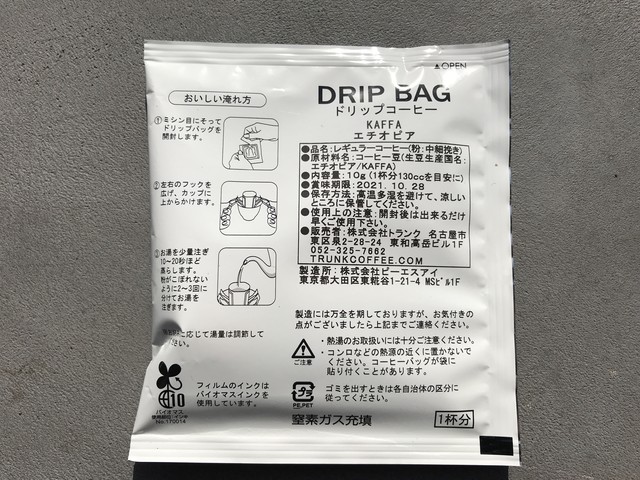 ▲OPEN
おいしい淹れ方
①ミシン目にそって
ドリップバッグを
開封します。
②左右のフックを
広げ、カップに
上からかけます。
③お湯を少量注ぎ
10〜20秒ほど
蒸らします。
粉がこぼれない
ように2〜3回に
分けてお湯を
注ぎます。
に応じて湯量は調節して
DRIP BAG
ドリップコーヒー
KAFFA
エチオピア
●品名:レギュラーコーヒー(粉:中細挽き)
●原材料名:コーヒー豆(生豆生産国名:
エチオピア/KAFFA)
●内容量:10g(1杯分130ccを目安に)
●賞味期限:2021.10.28
●保存方法:高温多湿を避けて、涼しい
ところに保管してください。
●使用上の注意:開封後は出来るだけ
早くご使用下さい。
●販売者:株式会社トランク 名古屋市
東区泉2-28-24 東和高岳ビル1F
052-325-7662
TRUNKCOFFEE.COM
製造所:株式会社ピーエスアイ
東京都大田区東糀谷1-21-4 MSビル1F
製造には万全を期しておりますが、お気付きの
点がございましたら上記までご連絡ください。
ご注意
・熱湯のお取扱いには十分ご注意ください。
・コンロなどの熱源の近くに置かないで
ください。コーヒーバッグが袋に
貼り付くことがあります。
プラ
PE,PET
ゴミを出すときは各自治体の区分に
従ってください。
窒素ガス充填
1杯分
10
バイオマス
No.170014
フィルムのインクは
バイオマスインクを
使用しています。